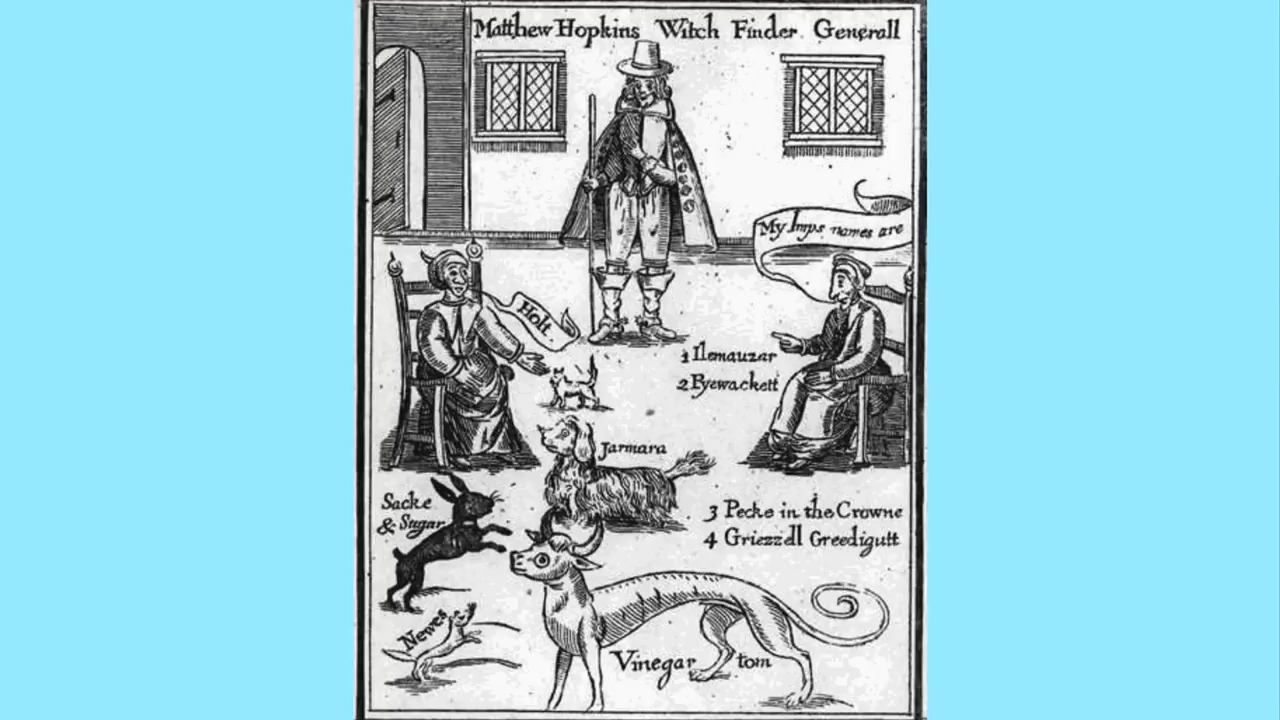 Matthew Hopkins Witch Finder Generall
My Imps names are
Holt
1 Ilemauzar
2 Pyewackett
Jarmara
Sacke
& Sugar
3 Pecke in the Crowne
4 Griezzell Greedigutt
Newes
Vinegar tom